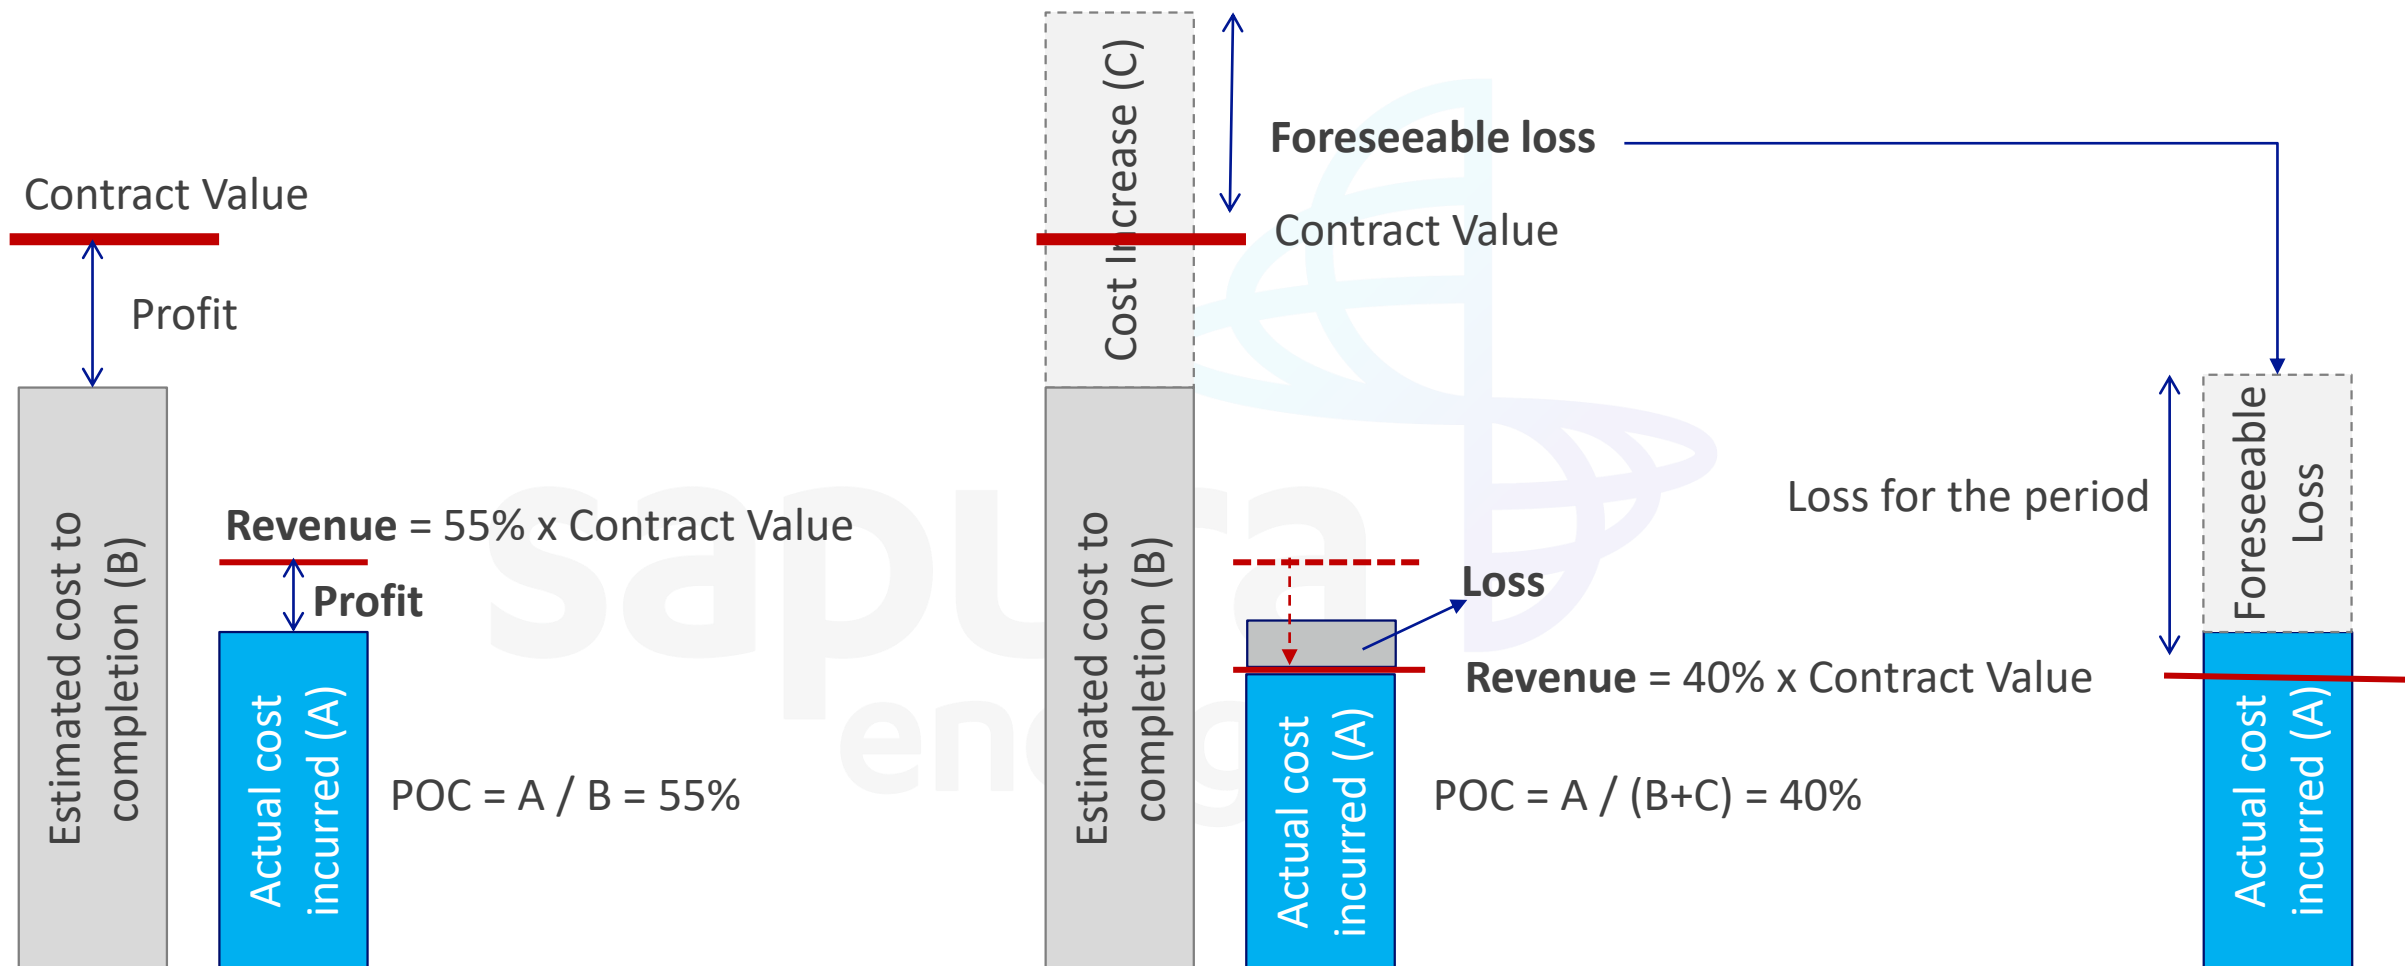 Contract Value
Profit
Estimated cost to
completion (B)
Revenue = 55% x Contract Value
Profit
Actual cost
incurred (A)
POC = A / B = 55%
Cost Increase (C)
Foreseeable loss
Contract Value
Estimated cost to
completion (B)
Loss
Revenue = 40% x Contract Value
Actual cost
incurred (A)
POC = A / (B+C) = 40%
Loss for the period
Foreseeable
Loss
Actual cost
incurred (A)
sapura
energy